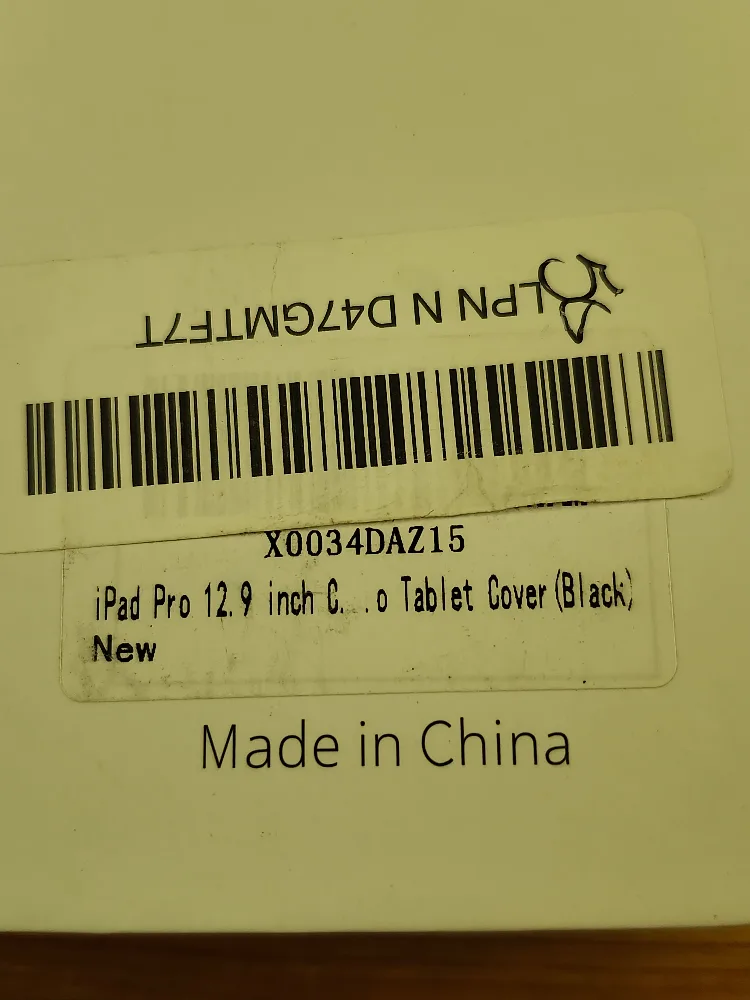 LPN N D47GMTF7T
X0034DAZ15
iPad Pro 12.9 inch C. .o Tablet Cover(Black)
New
Made in China